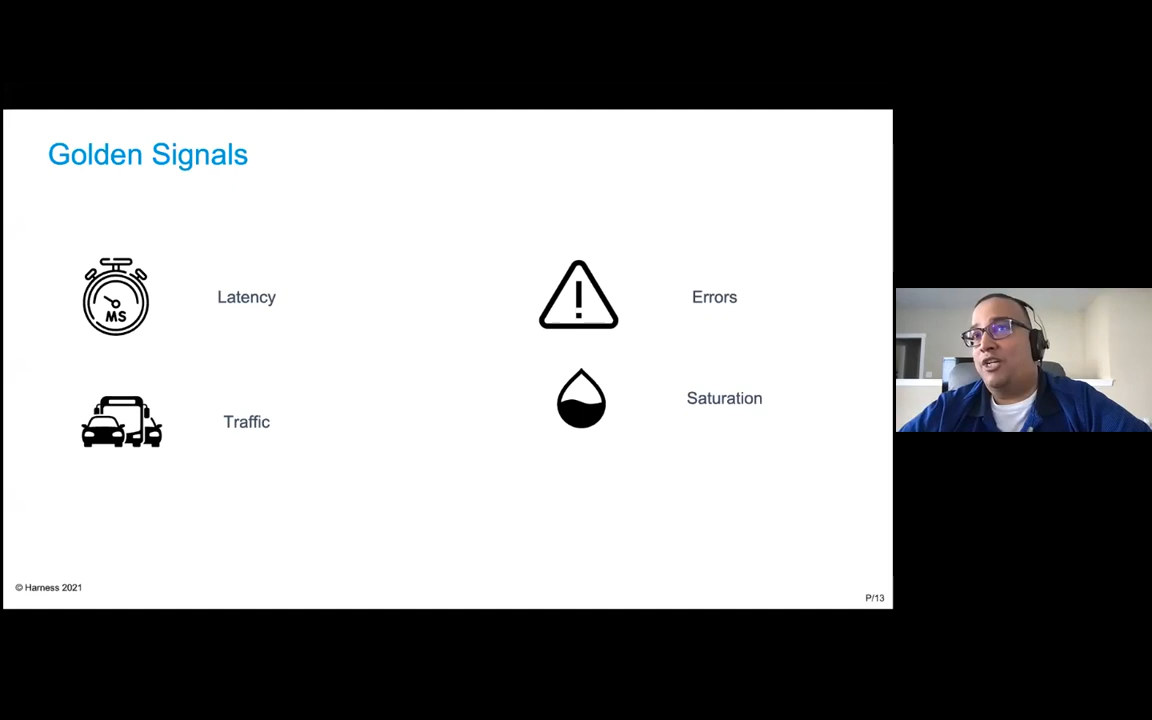 Golden Signals
MS
Latency
Errors
Traffic
Saturation
© Harness 2021
P/13